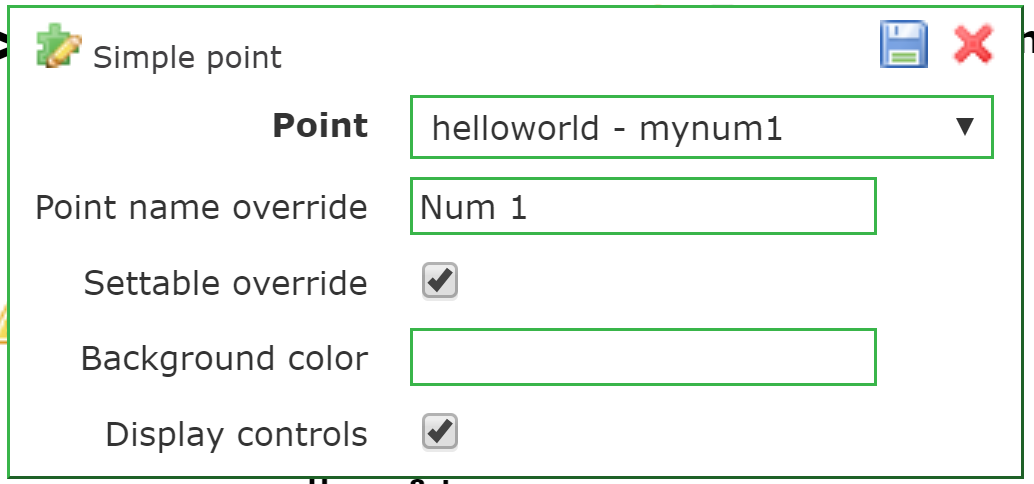 Simple point
Point helloworld - mynum1
Point name override Num 1
Settable override
Background color
Display controls